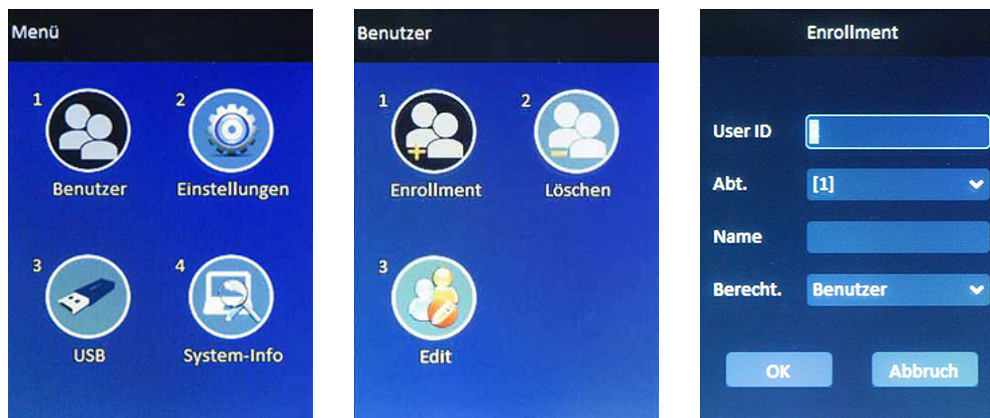 Menü
1
2
Benutzer
Einstellungen
3
4
USB
System-Info
Benutzer
1
2
Enrollment
Löschen
3
Edit
Enrollment
User ID
Abt.
[1]
Name
Berecht.
Benutzer
OK
Abbruch